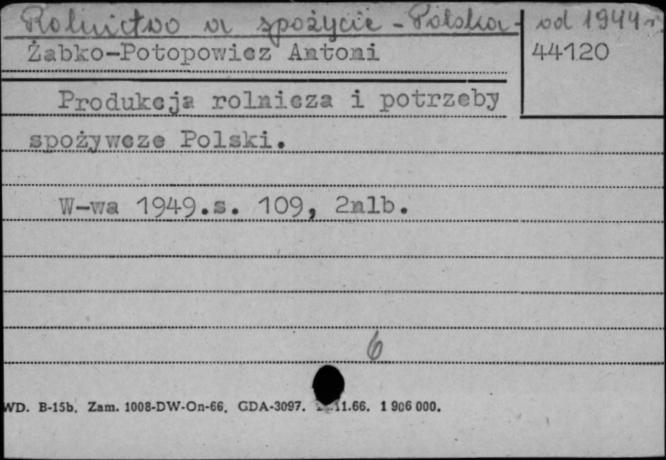 Rolnictwo a spożycie - Polska - od 1944 r.
Żabko-Potopowicz Antoni 44120
Produkcja rolnicza i potrzeby
spożywcze Polski.
W-wa 1949.s. 109, 2nlb.
6
WD. B-15b. Zam. 1008-DW-On-66. GDA-3097. 11.66. 1 906 000.